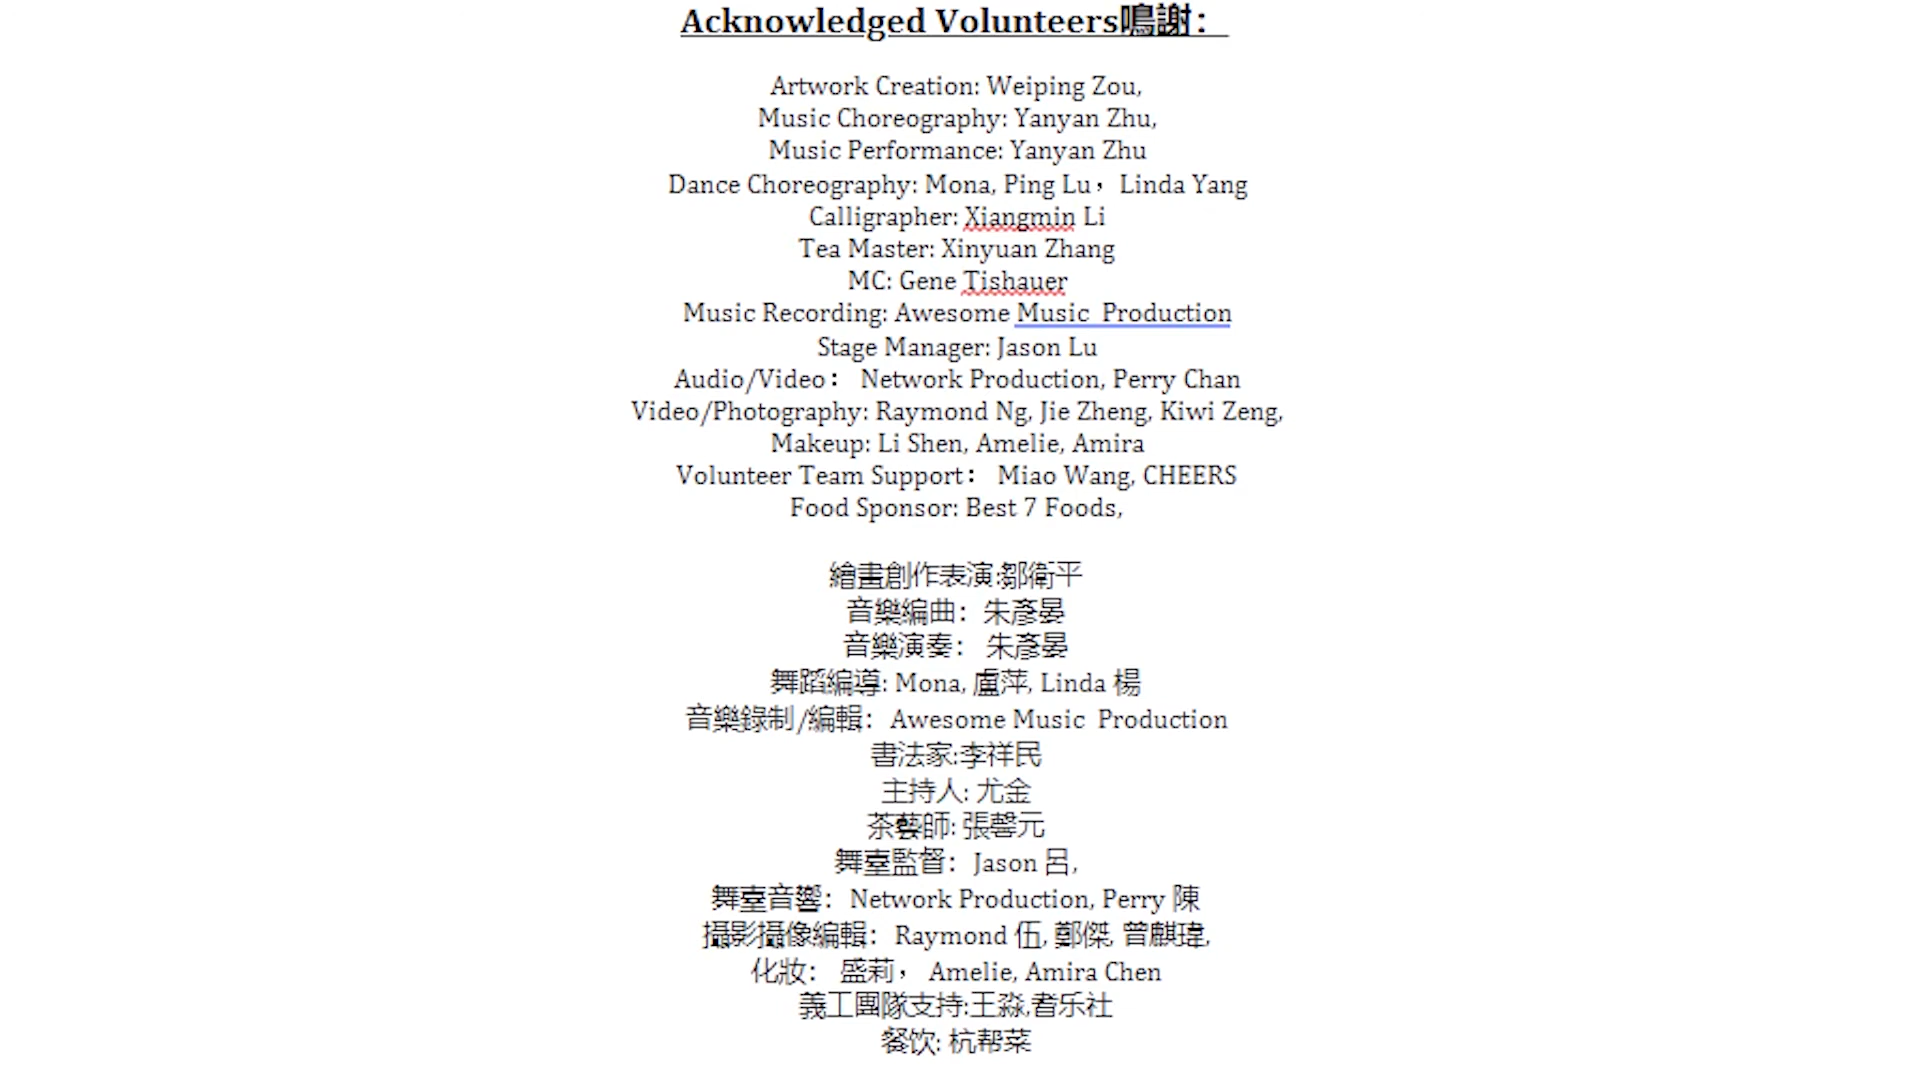 Acknowledged Volunteers鳴謝：
Artwork Creation: Weiping Zou,
Music Choreography: Yanyan Zhu,
Music Performance: Yanyan Zhu
Dance Choreography: Mona, Ping Lu，Linda Yang
Calligrapher: Xiangmin Li
Tea Master: Xinyuan Zhang
MC: Gene Tishauer
Music Recording: Awesome Music  Production
Stage Manager: Jason Lu
Audio/Video： Network Production, Perry Chan
Video/Photography: Raymond Ng, Jie Zheng, Kiwi Zeng,
Makeup: Li Shen, Amelie, Amira
Volunteer Team Support： Miao Wang, CHEERS
Food Sponsor: Best 7 Foods,
繪畫創作表演:鄒衛平
音樂編曲：朱彥晏
音樂演奏： 朱彥晏
舞蹈編導: Mona, 盧萍, Linda 楊
音樂錄制/編輯：Awesome Music  Production
書法家:李祥民
主持人: 尤金
茶藝師: 張馨元
舞臺監督：Jason 呂,
舞臺音響：Network Production, Perry 陳
攝影攝像編輯：Raymond 伍, 鄭傑, 曾麒瑋,
化妝： 盛莉， Amelie, Amira Chen
義工團隊支持:王淼,耆乐社
餐饮: 杭帮菜